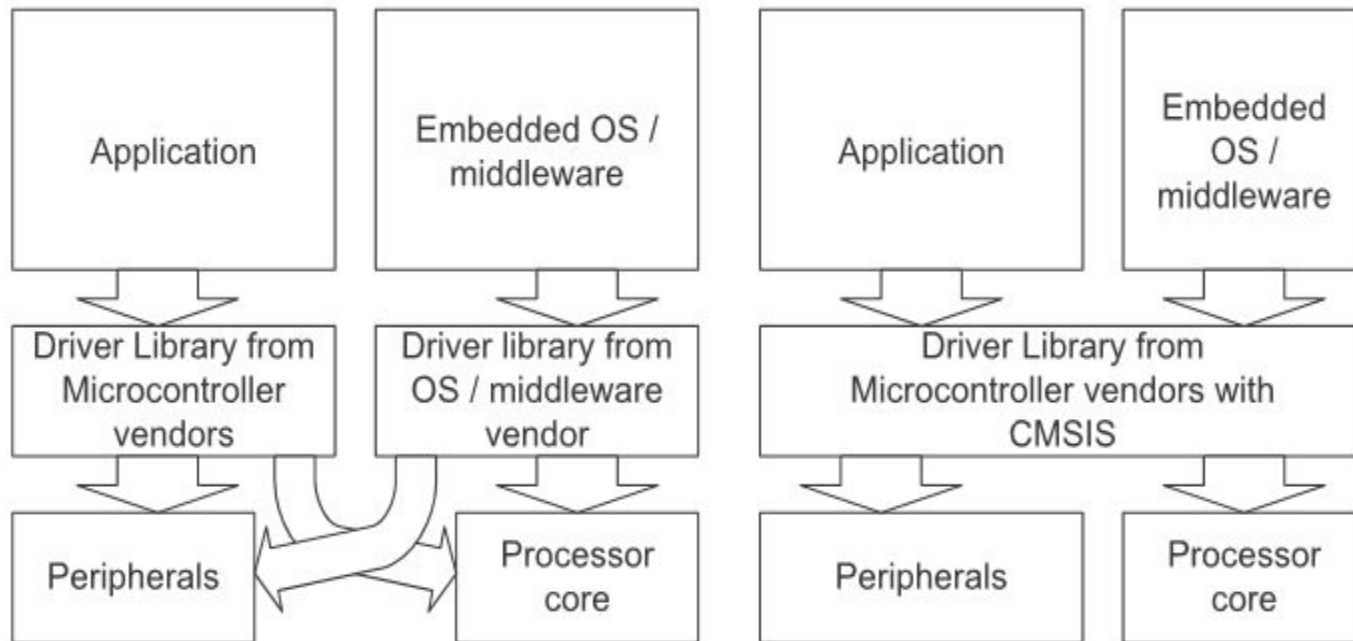 Application
Embedded OS /
middleware
Application
Embedded
OS /
middleware
Driver Library from
Microcontroller
vendors
Driver library from
OS / middleware
vendor
Driver Library from
Microcontroller vendors with
CMSIS
Peripherals
Processor
core
Peripherals
Processor
core